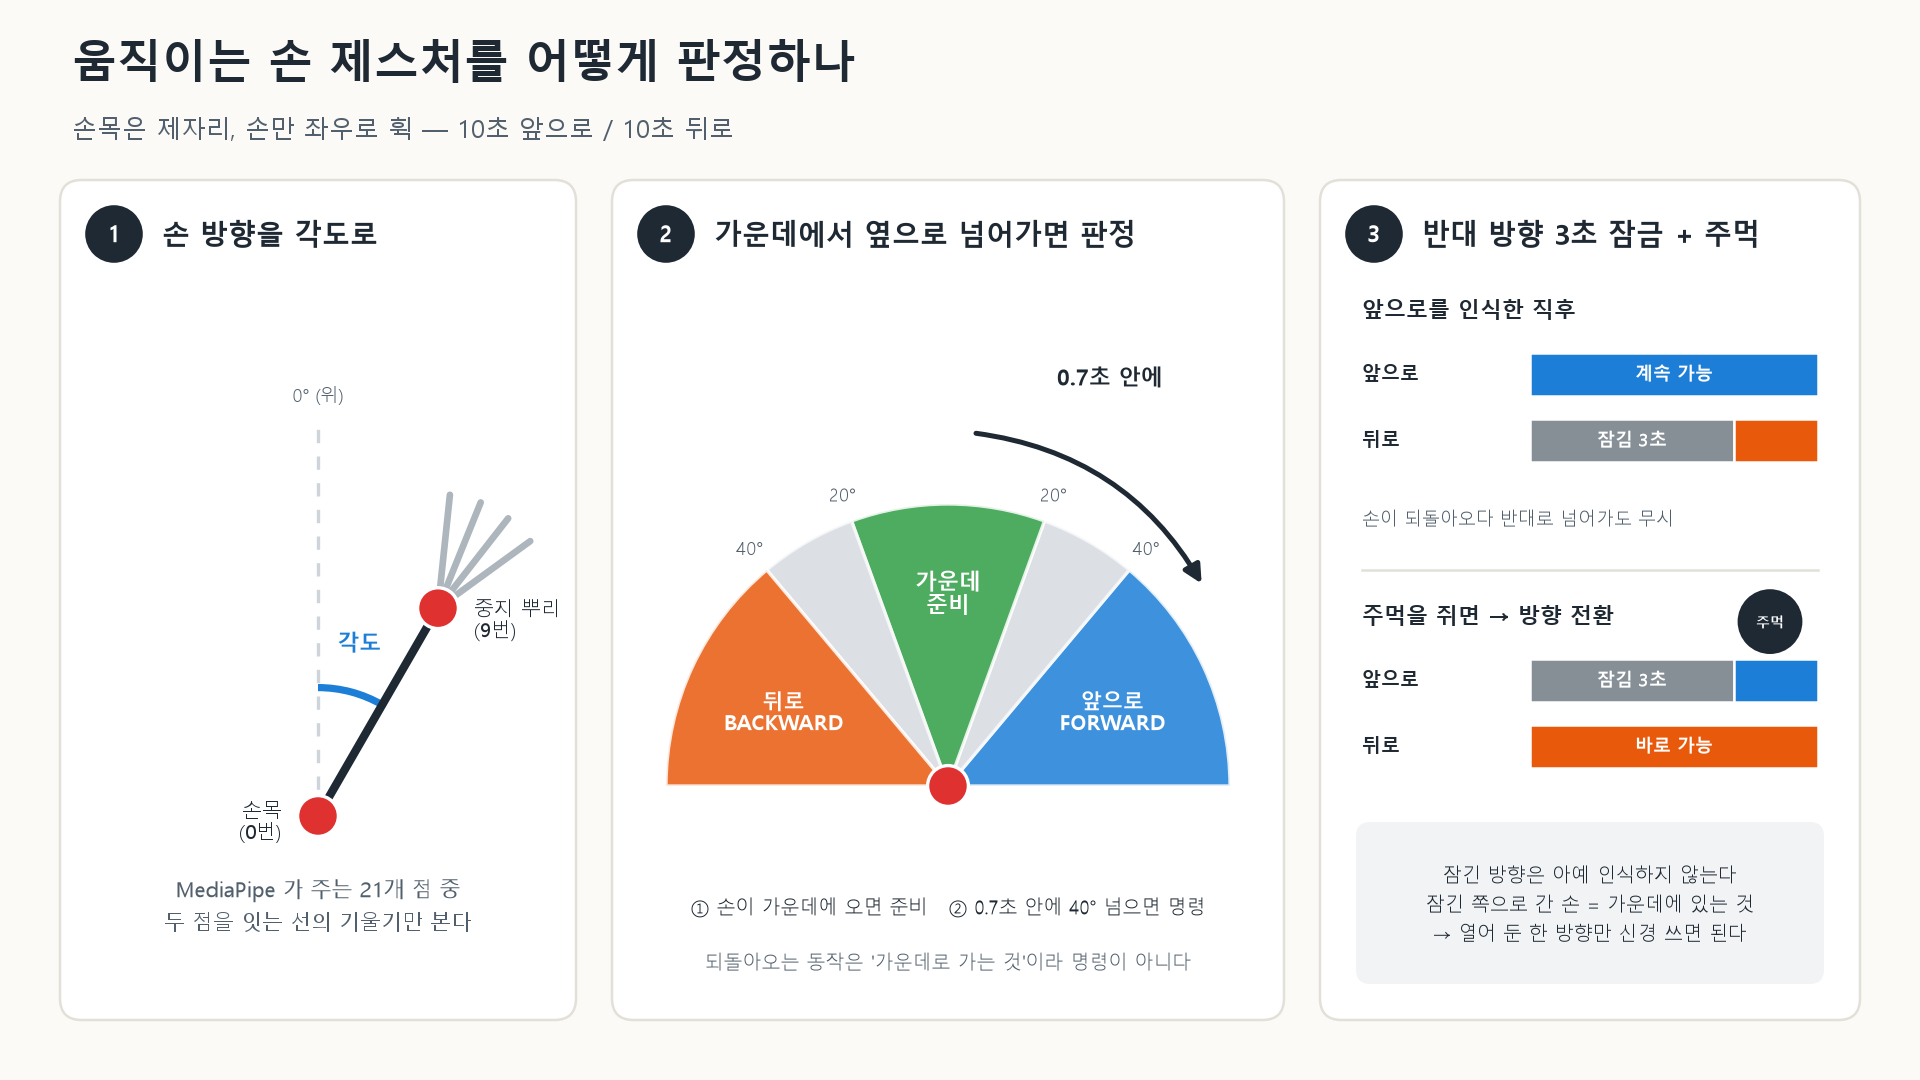 움직이는 손 제스처를 어떻게 판정하나
손목은 제자리, 손만 좌우로 휙 — 10초 앞으로 / 10초 뒤로
1
손 방향을 각도로
0° (위)
각도
중지 뿌리
(9번)
손목
(0번)
MediaPipe 가 주는 21개 점 중
두 점을 잇는 선의 기울기만 본다
2
가운데에서 옆으로 넘어가면 판정
0.7초 안에
20°
20°
40°
40°
가운데
준비
뒤로
BACKWARD
앞으로
FORWARD
① 손이 가운데에 오면 준비 ② 0.7초 안에 40° 넘으면 명령
되돌아오는 동작은 '가운데로 가는 것'이라 명령이 아니다
3
반대 방향 3초 잠금 + 주먹
앞으로를 인식한 직후
앞으로
계속 가능
뒤로
잠김 3초
손이 되돌아오다 반대로 넘어가도 무시
주먹을 쥐면 → 방향 전환
주먹
앞으로
잠김 3초
뒤로
바로 가능
잠긴 방향은 아예 인식하지 않는다
잠긴 쪽으로 간 손 = 가운데에 있는 것
→ 열어 둔 한 방향만 신경 쓰면 된다